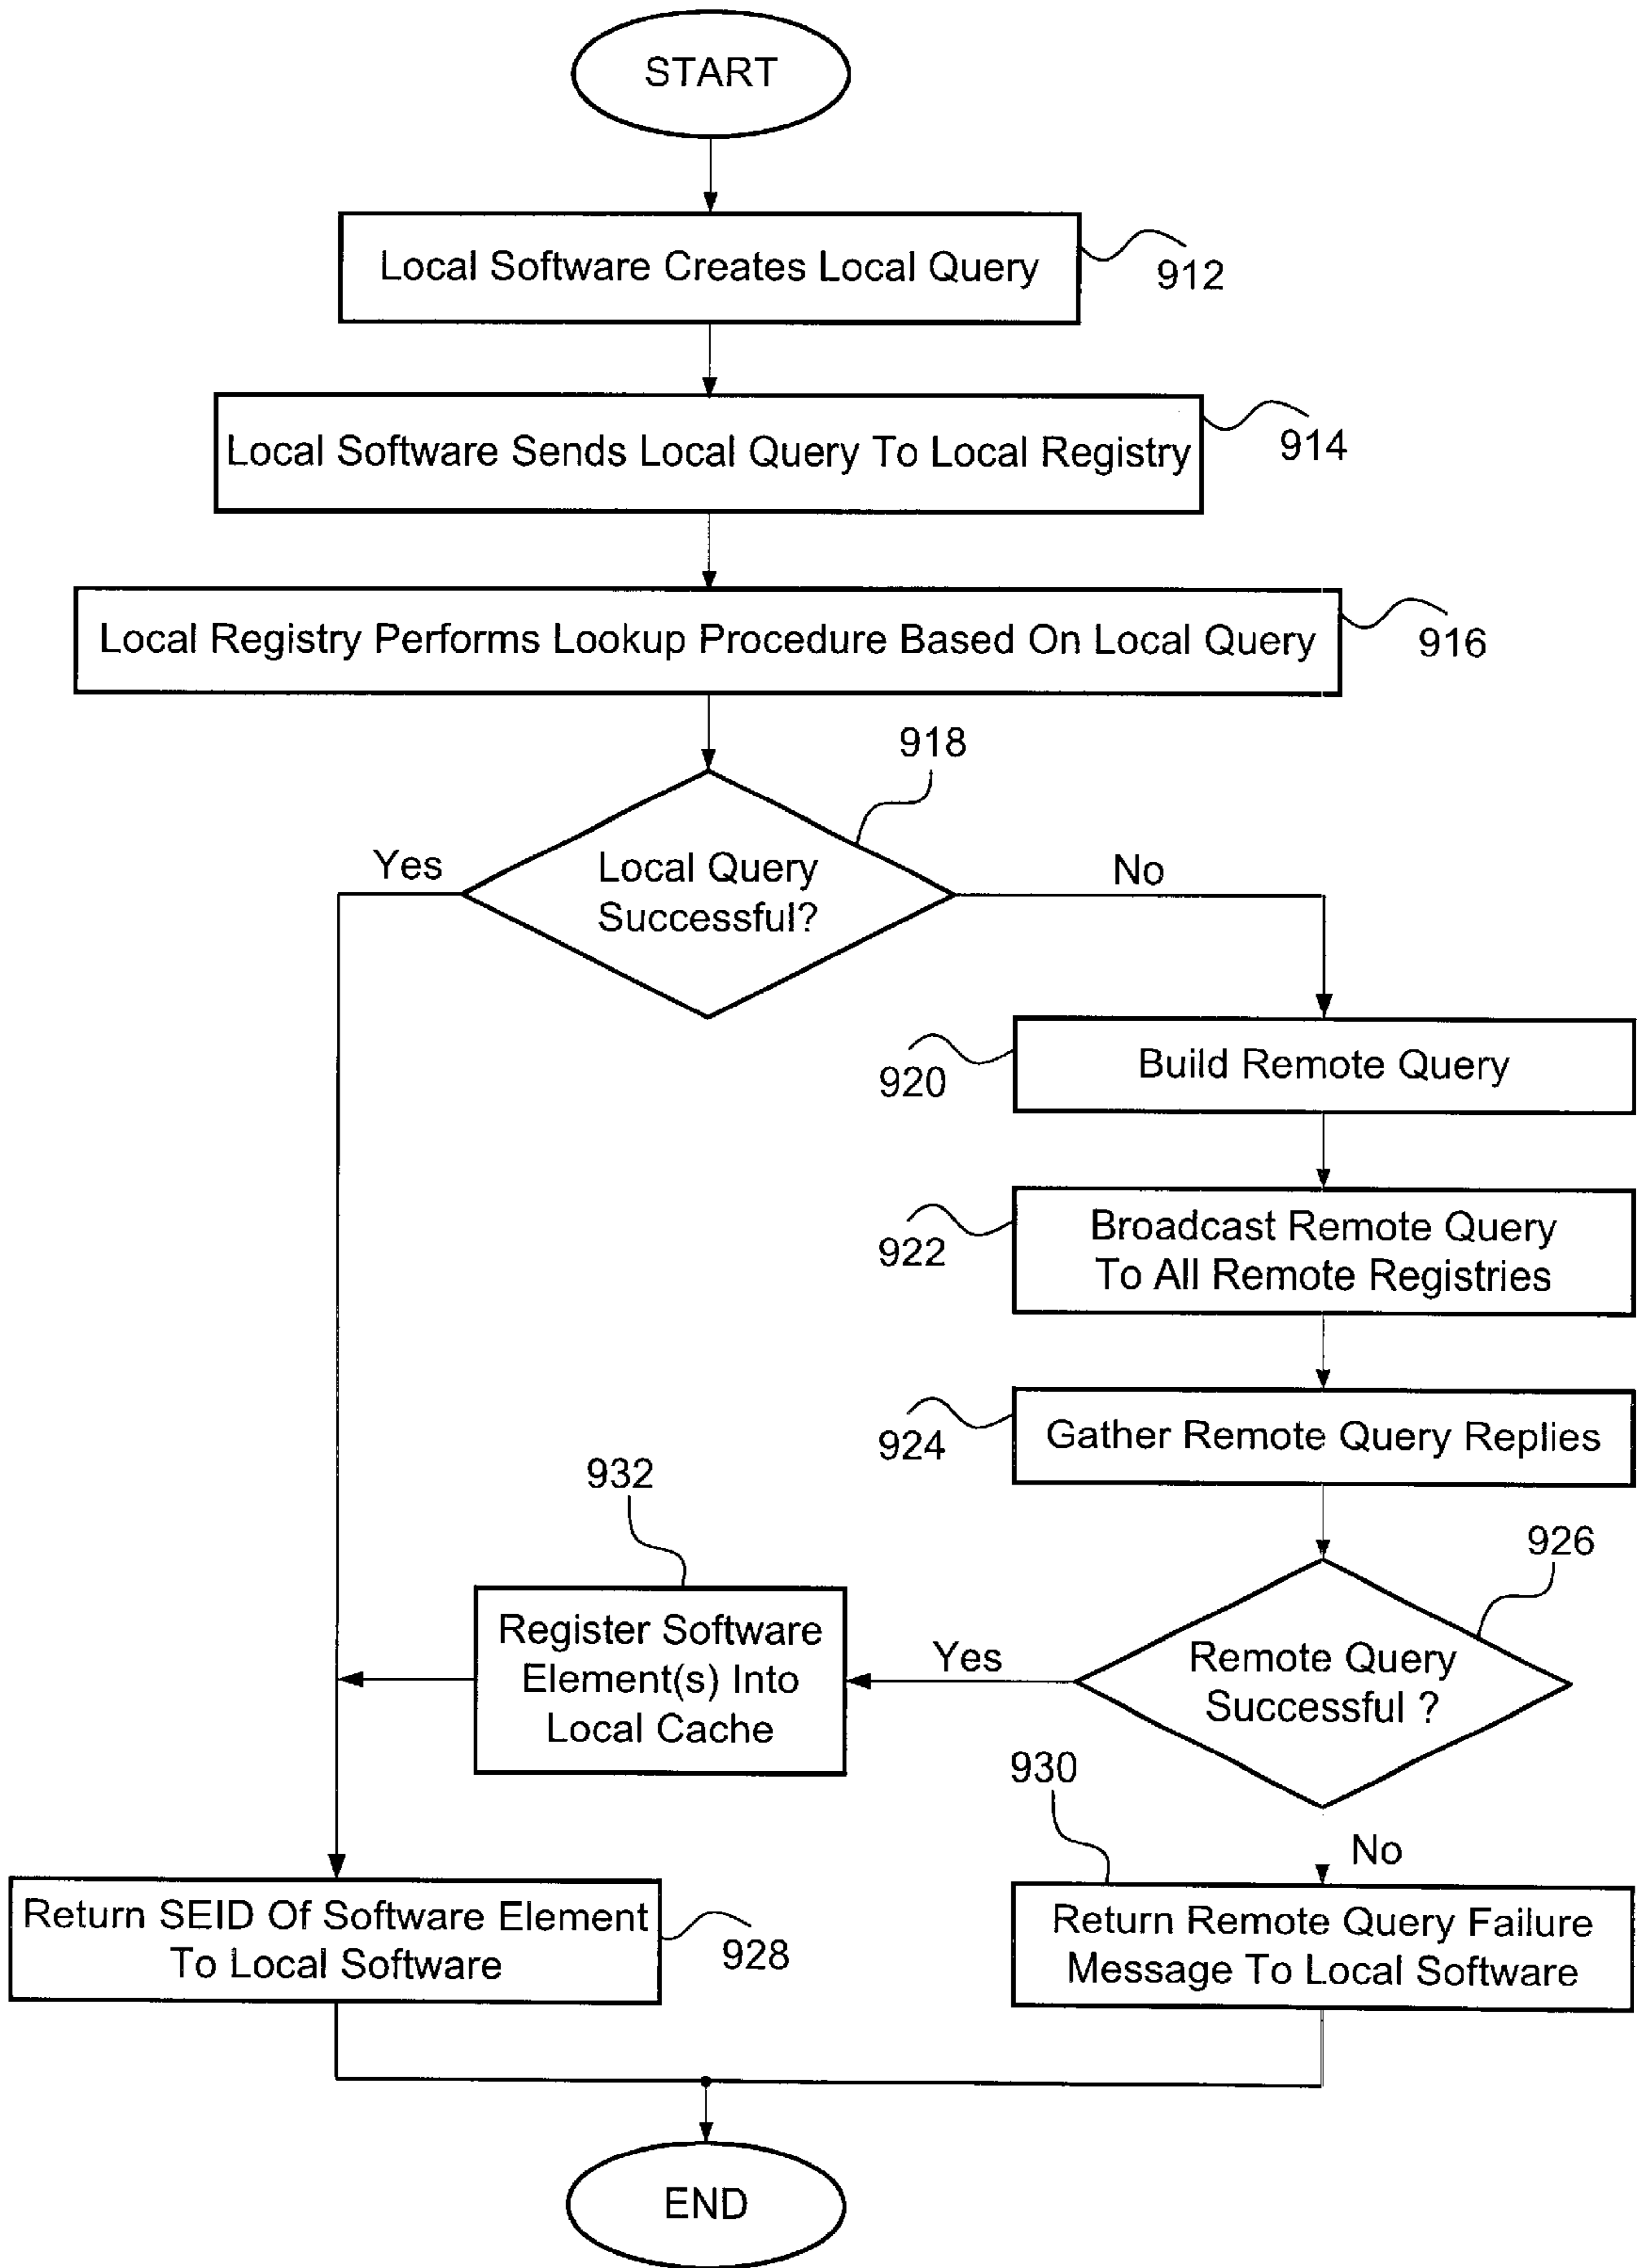 START
Local Software Creates Local Query
912
Local Software Sends Local Query To Local Registry
914
Local Registry Performs Lookup Procedure Based On Local Query
916
918
Yes
Local Query
Successful?
No
920
Build Remote Query
922
Broadcast Remote Query
To All Remote Registries
924
Gather Remote Query Replies
932
926
Register Software
Element(s) Into
Local Cache
Yes
Remote Query
Successful ?
930
No
Return SEID Of Software Element
To Local Software
928
Return Remote Query Failure
Message To Local Software
END